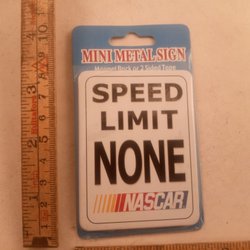 MINI METAL SIGN
Magnet Back or 2 Sided Tape
SPEED
LIMIT
NONE
NASCAR